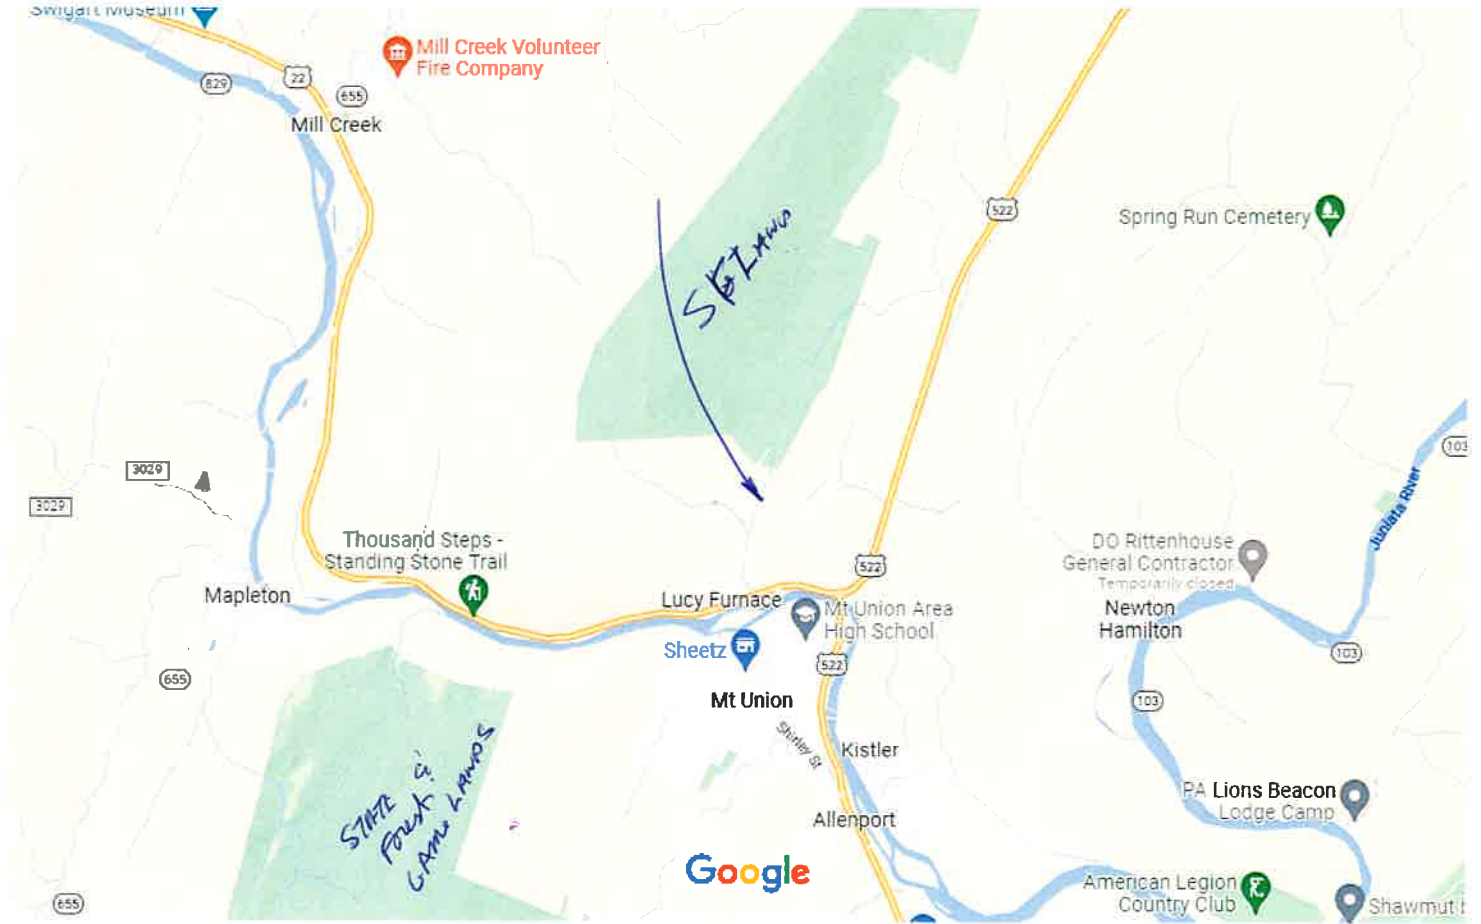 Swigart Museum
Mill Creek Volunteer
Fire Company
829
22
655
Mill Creek
522
Spring Run Cemetery
LANDS
103
3029
3029
Juniata River
Thousand Steps -
Standing Stone Trail
DO Rittenhouse
General Contractor
Temporarily closed
522
Mapleton
Lucy Furnace
Mt Union Area
High School
Newton
Hamilton
Sheetz
522
103
655
Mt Union
103
Shirley St
Kistler
STATE
Forest &
GAME LANDS
PA Lions Beacon
Lodge Camp
Allenport
Google
American Legion
Country Club
655
Shawmut